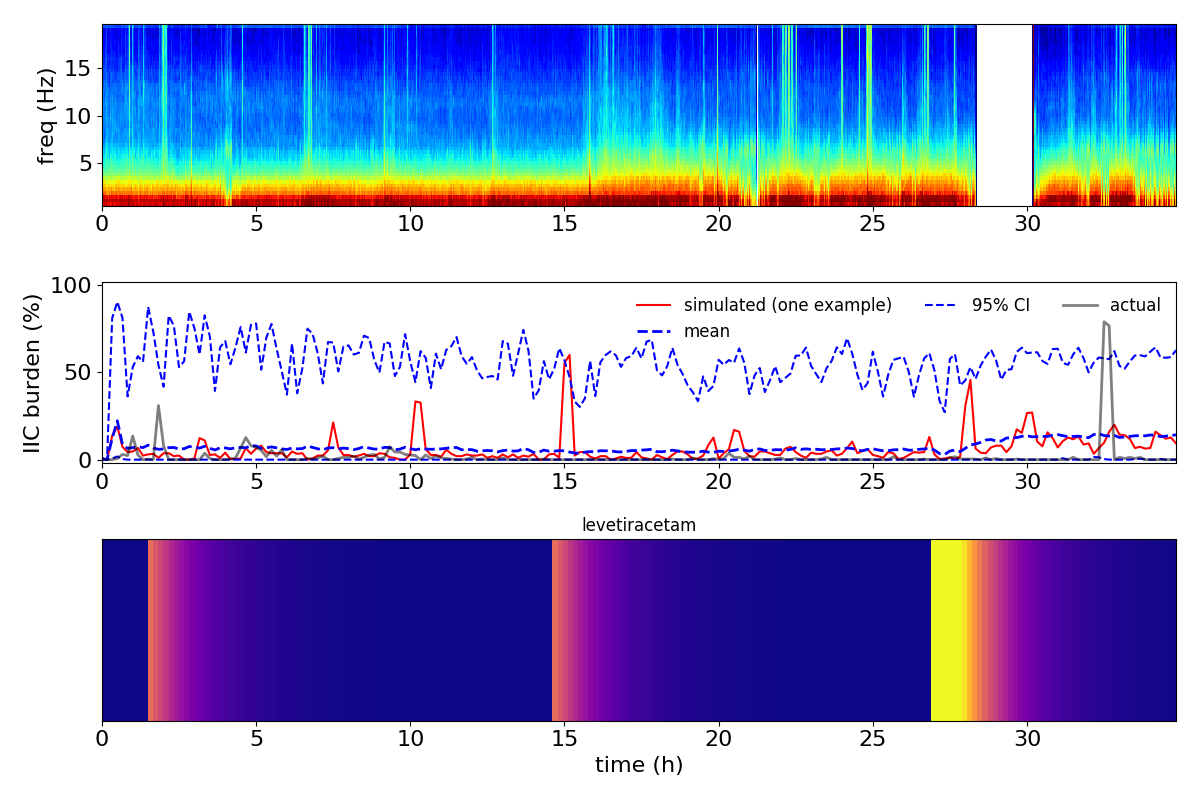 freq (Hz)
15
10
5
0 5 10 15 20 25 30
IIC burden (%)
100
50
0
simulated (one example)
mean
95% CI
actual
0 5 10 15 20 25 30
levetiracetam
0 5 10 15 20 25 30
time (h)